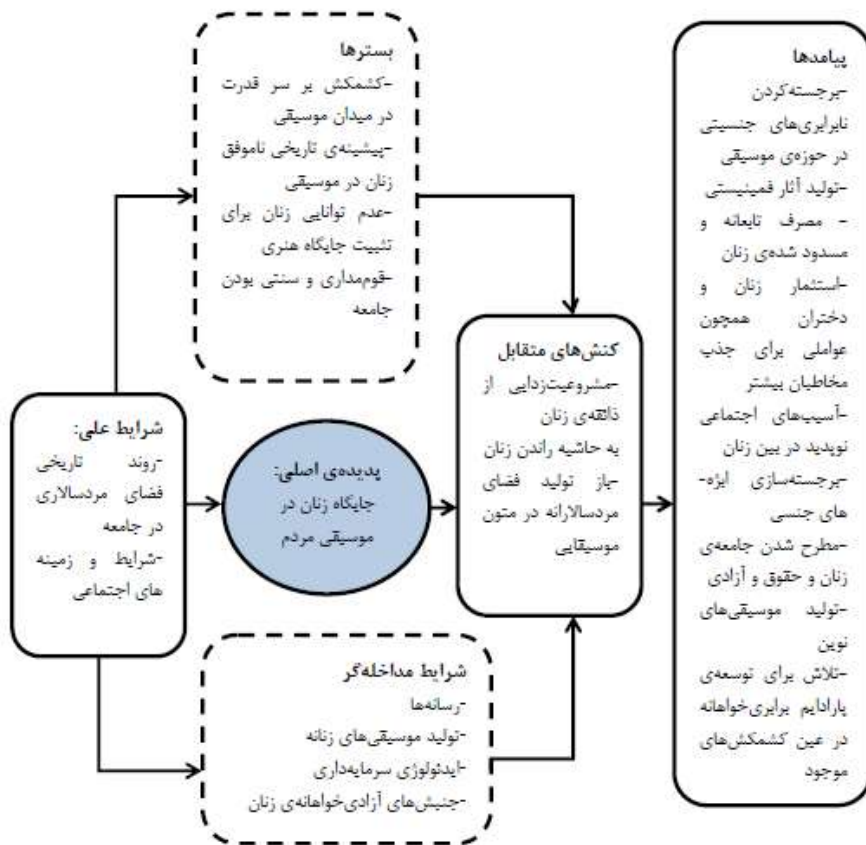 بسترها
-کشمکش بر سر قدرت
در میدان موسیقی
-پیشینه‌ی تاریخی ناموفق
زنان در موسیقی
-عدم توانایی زنان برای
تثبیت جایگاه هنری
-قوم‌مداری و سنتی بودن
جامعه
شرایط علی:
-روند تاریخی
فضای مردسالاری
در جامعه
-شرایط و زمینه
های اجتماعی
پدیده‌ی اصلی:
جایگاه زنان در
موسیقی مردم
شرایط مداخله‌گر
-رسانه‌ها
-تولید موسیقی‌های زنانه
-ایدئولوژی سرمایه‌داری
-جنبش‌های آزادی‌خواهانه‌ی زنان
کنش‌های متقابل
-مشروعیت‌زدایی از
ذائقه‌ی زنان
به حاشیه راندن زنان
-باز تولید فضای
مردسالارانه در متون
موسیقایی
پیامدها
-برجسته‌کردن
نابرابری‌های جنسیتی
در حوزه‌ی موسیقی
-تولید آثار فمینیستی
- مصرف تابعانه و
مسدود شده‌ی زنان
-استثمار زنان و
دختران همچون
عواملی برای جذب
مخاطبان بیشتر
-آسیب‌های اجتماعی
نوپدید در بین زنان
-برجسته‌سازی ابژه-
های جنسی
-مطرح شدن جامعه‌ی
زنان و حقوق و آزادی
-تولید موسیقی‌های
نوین
-تلاش برای توسعه‌ی
پارادایم برابری‌خواهانه
در عین کشمکش‌های
موجود